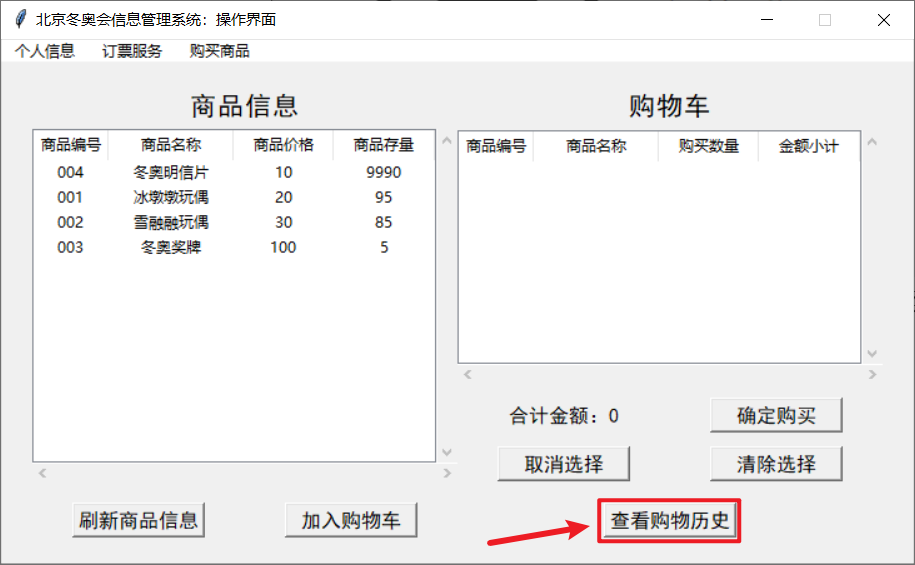 北京冬奥会信息管理系统：操作界面
个人信息 订票服务 购买商品
商品信息
商品编号 商品名称 商品价格 商品存量
004 冬奥明信片 10 9990
001 冰墩墩玩偶 20 95
002 雪融融玩偶 30 85
003 冬奥奖牌 100 5
刷新商品信息 加入购物车
购物车
商品编号 商品名称 购买数量 金额小计
合计金额：0 确定购买
取消选择 清除选择
查看购物历史